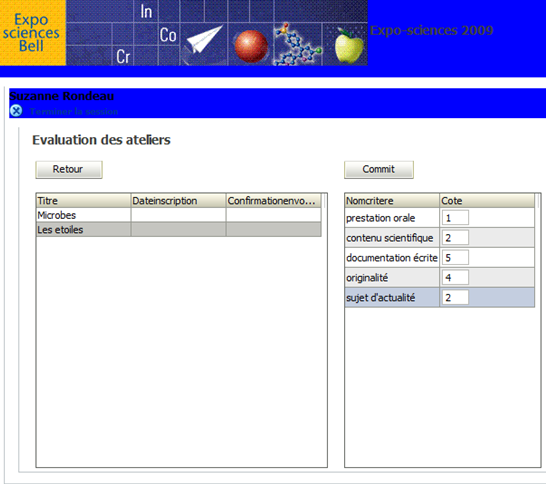 Expo
sciences
Bell
In
Co
Cr
Expo-sciences 2009
Suzanne Rondeau
Terminer la session
Evaluation des ateliers
Retour
Commit
Titre Dateinscription Confirmationenvo...
Microbes
Les etoiles
Nomcritere Cote
prestation orale 1
contenu scientifique 2
documentation écrite 5
originalité 4
sujet d'actualité 2